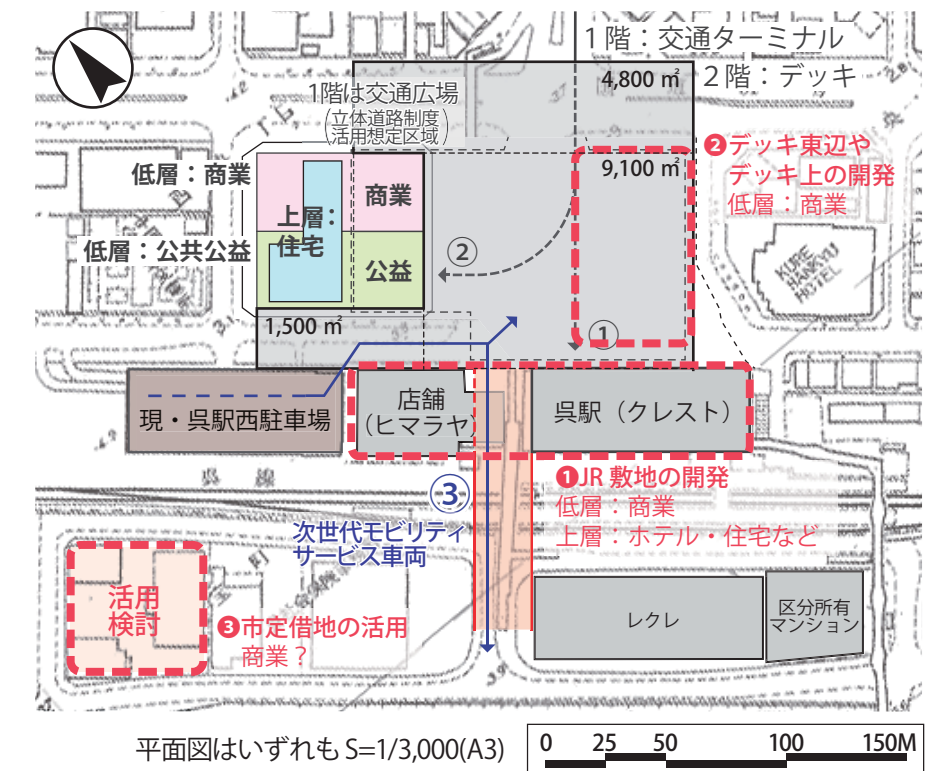 1階：交通ターミナル
4,800 ㎡
2階：デッキ
1階は交通広場
(立体道路制度
活用想定区域)
❷デッキ東辺や
デッキ上の開発
低層：商業
9,100 ㎡
低層：商業
商業
上層：
住宅
低層：公共公益
公益
②
KURE
HANKYU
HOTEL
1,500 ㎡
①
現・呉駅西駐車場
店舗
(ヒマラヤ)
呉駅（クレスト）
呉線
③
❶JR 敷地の開発
低層：商業
上層：ホテル・住宅など
次世代モビリティ
サービス車両
活用
検討
❸市定借地の活用
商業？
レクレ
区分所有
マンション
平面図はいずれも S=1/3,000(A3)
0 25 50 100 150M